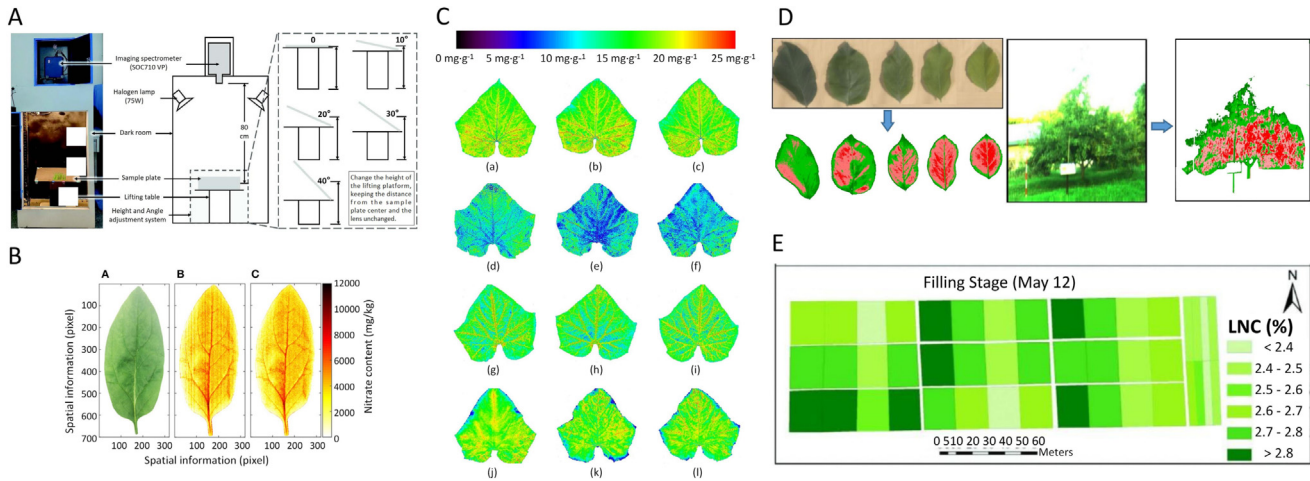 A
Imaging spectrometer
(SOC710 VP)
Halogen lamp
(75W)
Dark room
Sample plate
Lifting table
Height and Angle
adjustment system
80
cm
0
10°
20°
30°
40°
Change the height of
the lifting platform,
keeping the distance
from the sample
plate center and the
lens unchanged.
B
A
B
C
Spatial information (pixel)
100
200
300
400
500
600
700
100 200 300
100 200 300
100 200 300
Spatial information (pixel)
12000
10000
8000
6000
4000
2000
0
Nitrate content (mg/kg)
C
0 mg·g-1 5 mg·g-1 10 mg·g-1 15 mg·g-1 20 mg·g-1 25 mg·g-1
(a) (b) (c)
(d) (e) (f)
(g) (h) (i)
(j) (k) (l)
D
E
Filling Stage (May 12)
N
LNC (%)
< 2.4
2.4 - 2.5
2.5 - 2.6
2.6 - 2.7
2.7 - 2.8
> 2.8
0 510 20 30 40 50 60
Meters